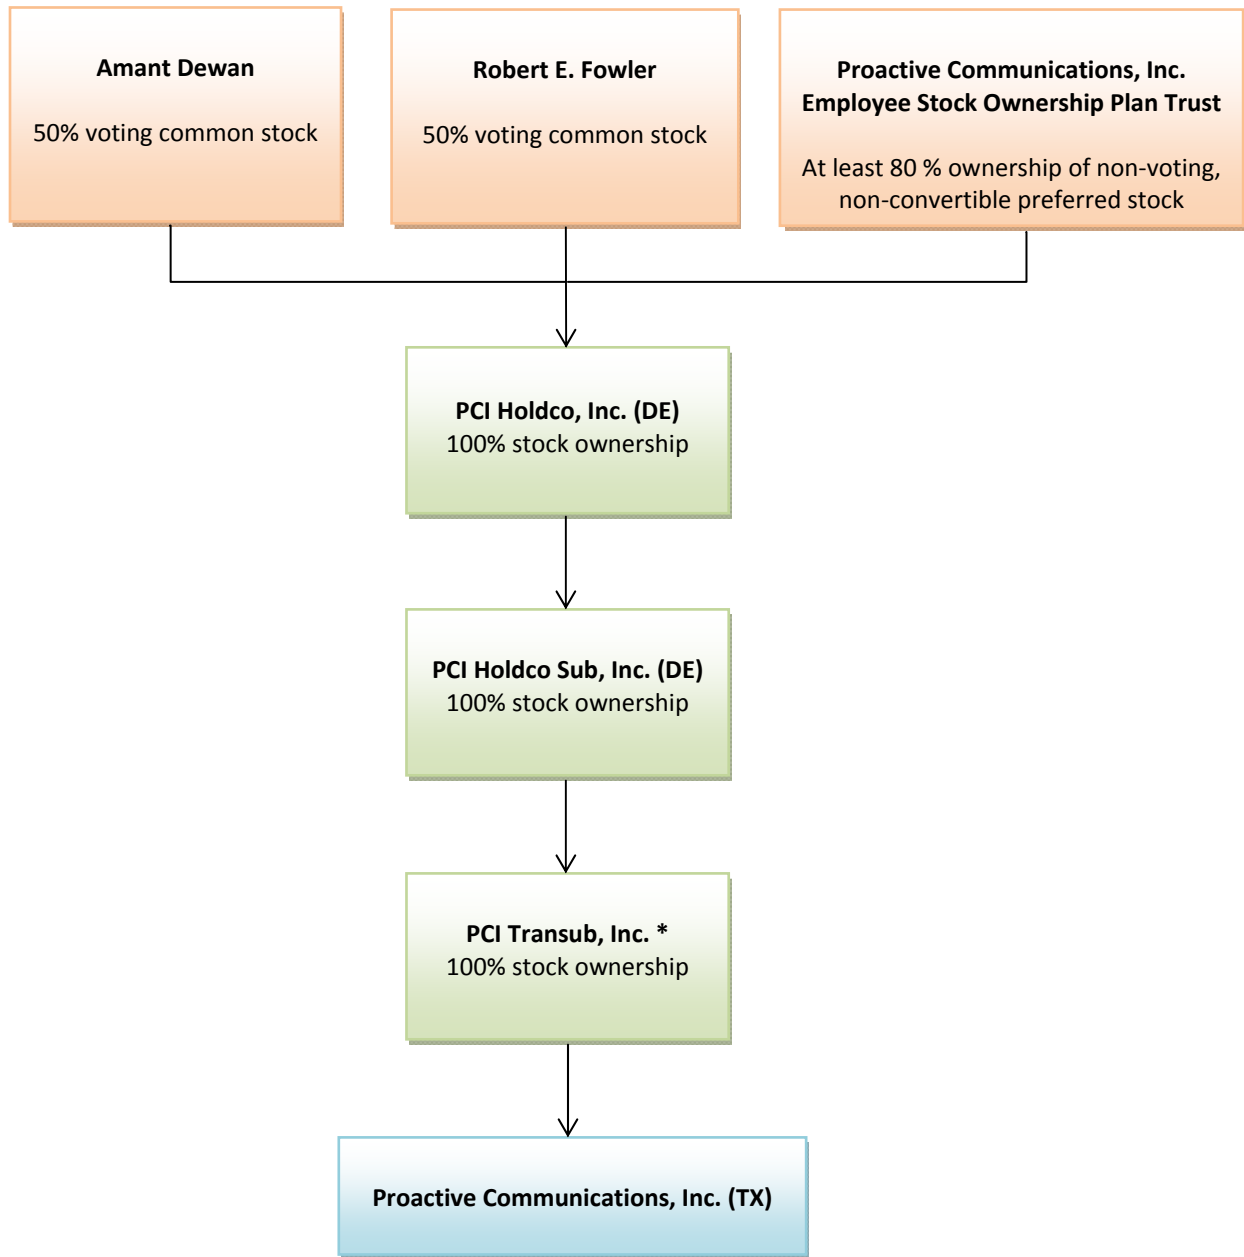 Amant Dewan
50% voting common stock
Robert E. Fowler
50% voting common stock
Proactive Communications, Inc.
Employee Stock Ownership Plan Trust
At least 80 % ownership of non-voting,
non-convertible preferred stock
PCI Holdco, Inc. (DE)
100% stock ownership
PCI Holdco Sub, Inc. (DE)
100% stock ownership
PCI Transub, Inc. *
100% stock ownership
Proactive Communications, Inc. (TX)